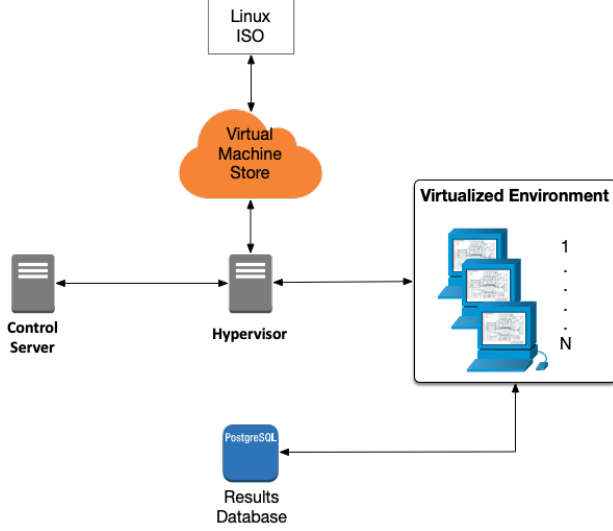 Linux
ISO
Virtual
Machine
Store
Virtualized Environment
1
.
.
.
.
.
N
Control
Server
Hypervisor
PostgreSQL
Results
Database